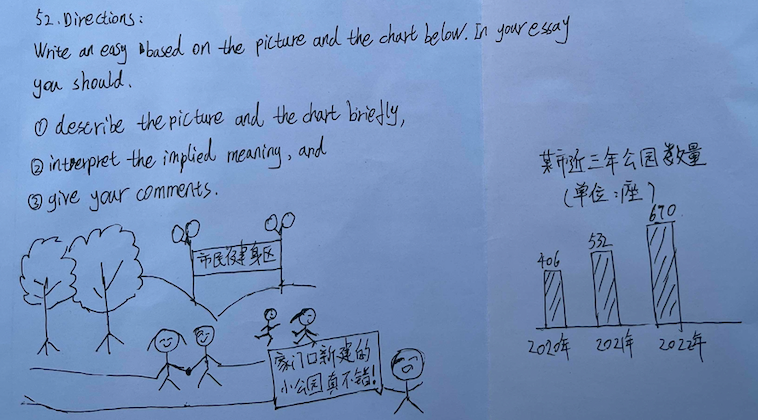 52. Directions:
Write an easy based on the picture and the chart below. In your essay
you should.
① describe the picture and the chart briefly,
② interpret the implied meaning, and
③ give your comments.
市民健身区
家门口新建的
小公园真不错!
某市近三年公园数量
(单位:座)
406
532
670
2020年
2021年
2022年